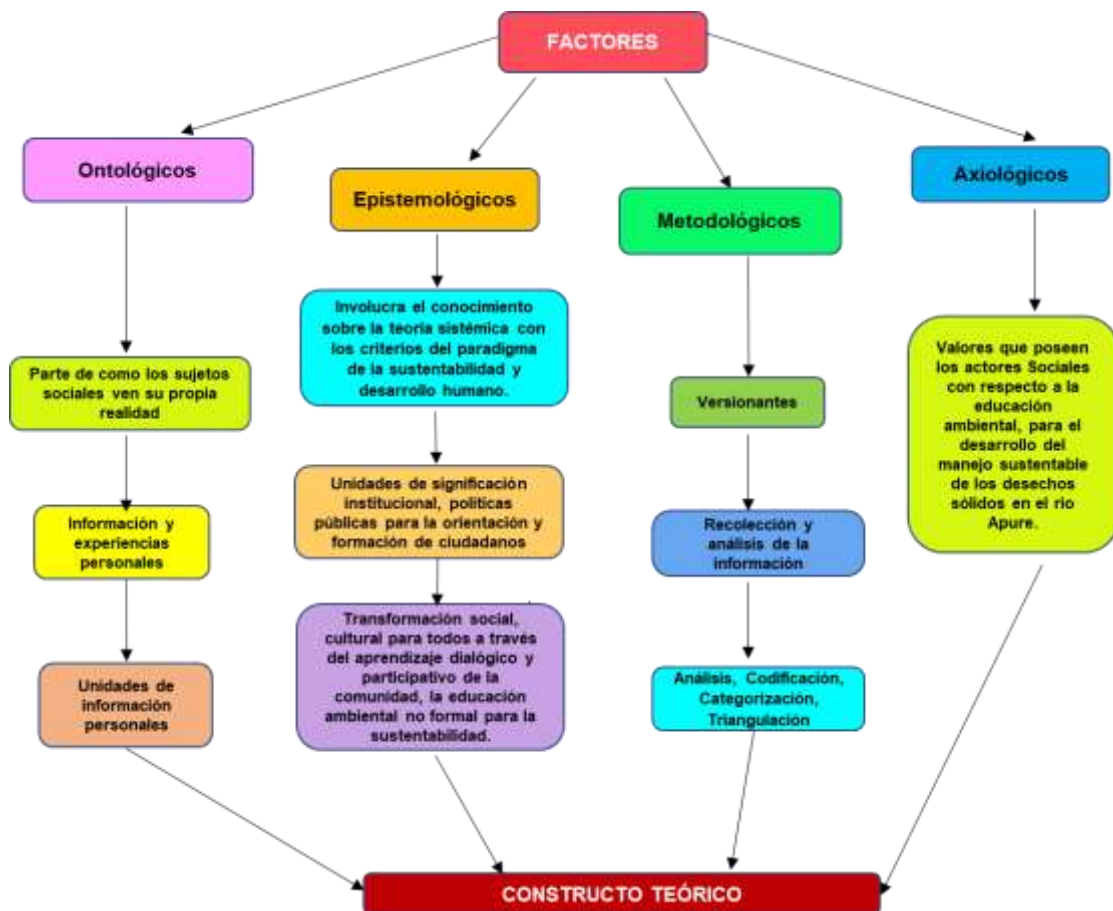 FACTORES
Ontológicos
Parte de como los sujetos
sociales ven su propia
realidad
Información y
experiencias
personales
Unidades de
información
personales
Epistemológicos
Involucra el conocimiento
sobre la teoría sistémica con
los criterios del paradigma
de la sustentabilidad y
desarrollo humano.
Unidades de significación
institucional, políticas
públicas para la orientación y
formación de ciudadanos
Transformación social,
cultural para todos a través
del aprendizaje dialógico y
participativo de la
comunidad, la educación
ambiental no formal para la
sustentabilidad.
Metodológicos
Versionantes
Recolección y
análisis de la
información
Análisis, Codificación,
Categorización,
Triangulación
Axiológicos
Valores que poseen
los actores Sociales
con respecto a la
educación
ambiental, para el
desarrollo del
manejo sustentable
de los desechos
sólidos en el río
Apure.
CONSTRUCTO TEÓRICO